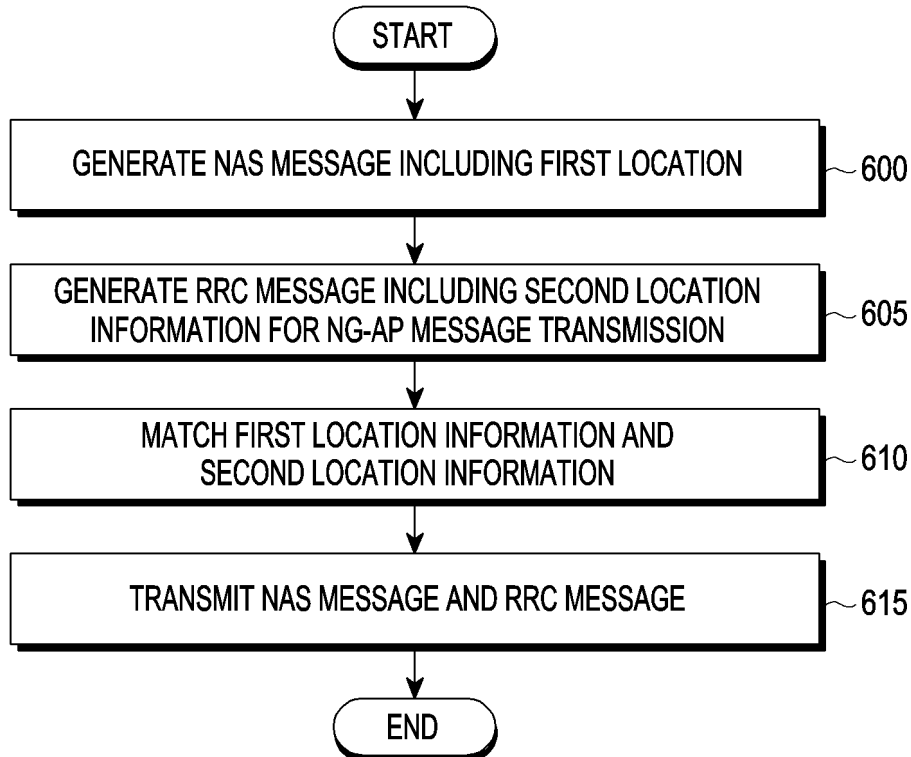 START
GENERATE NAS MESSAGE INCLUDING FIRST LOCATION
600
GENERATE RRC MESSAGE INCLUDING SECOND LOCATION
INFORMATION FOR NG-AP MESSAGE TRANSMISSION
605
MATCH FIRST LOCATION INFORMATION AND
SECOND LOCATION INFORMATION
610
TRANSMIT NAS MESSAGE AND RRC MESSAGE
615
END